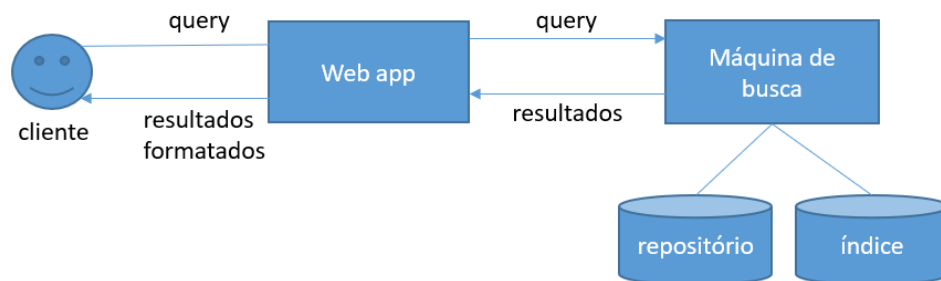 query
query
Web app
Máquina de
busca
cliente
resultados
formatados
resultados
repositório
índice